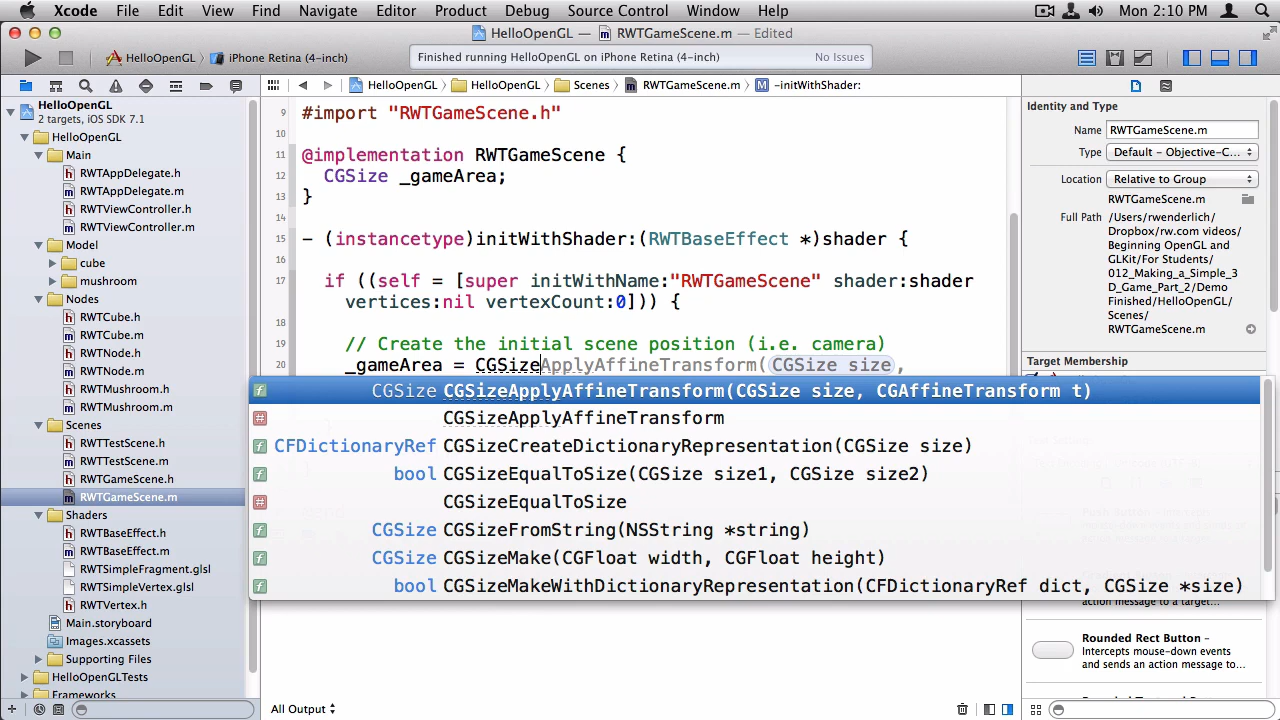 Xcode File Edit View Find Navigate Editor Product Debug Source Control Window Help Mon 2:10 PM
HelloOpenGL — RWTGameScene.m — Edited
HelloOpenGL iPhone Retina (4-inch) Finished running HelloOpenGL on iPhone Retina (4-inch) No Issues
HelloOpenGL HelloOpenGL Scenes RWTGameScene.m -initWithShader:
HelloOpenGL
2 targets, iOS SDK 7.1
HelloOpenGL
Main
RWTAppDelegate.h
RWTAppDelegate.m
RWTViewController.h
RWTViewController.m
Model
cube
mushroom
Nodes
RWTCube.h
RWTCube.m
RWTNode.h
RWTNode.m
RWTMushroom.h
RWTMushroom.m
Scenes
RWTTestScene.h
RWTTestScene.m
RWTGameScene.h
RWTGameScene.m
Shaders
RWTBaseEffect.h
RWTBaseEffect.m
RWTSimpleFragment.glsl
RWTSimpleVertex.glsl
RWTVertex.h
Main.storyboard
Images.xcassets
Supporting Files
HelloOpenGLTests
Frameworks
9 #import "RWTGameScene.h"
10
11 @implementation RWTGameScene {
12 CGSize _gameArea;
13 }
14
15 - (instancetype)initWithShader:(RWTBaseEffect *)shader {
16
17 if ((self = [super initWithName:"RWTGameScene" shader:shader
vertices:nil vertexCount:0])) {
18
19 // Create the initial scene position (i.e. camera)
20 _gameArea = CGSizeApplyAffineTransform(CGSize size,
CGSize CGSizeApplyAffineTransform(CGSize size, CGAffineTransform t)
CGSizeApplyAffineTransform
CFDictionaryRef CGSizeCreateDictionaryRepresentation(CGSize size)
bool CGSizeEqualToSize(CGSize size1, CGSize size2)
CGSizeEqualToSize
CGSize CGSizeFromString(NSString *string)
CGSize CGSizeMake(CGFloat width, CGFloat height)
bool CGSizeMakeWithDictionaryRepresentation(CFDictionaryRef dict, CGSize *size)
All Output
Identity and Type
Name RWTGameScene.m
Type Default - Objective-C...
Location Relative to Group
RWTGameScene.m
Full Path /Users/rwenderlich/
Dropbox/rw.com videos/
Beginning OpenGL and
GLKit/For Students/
012_Making_a_Simple_3
D_Game_Part_2/Demo
Finished/HelloOpenGL/
Scenes/
RWTGameScene.m
Target Membership
action message to a target...
Rounded Rect Button –
Intercepts mouse-down events
and sends an action message to...